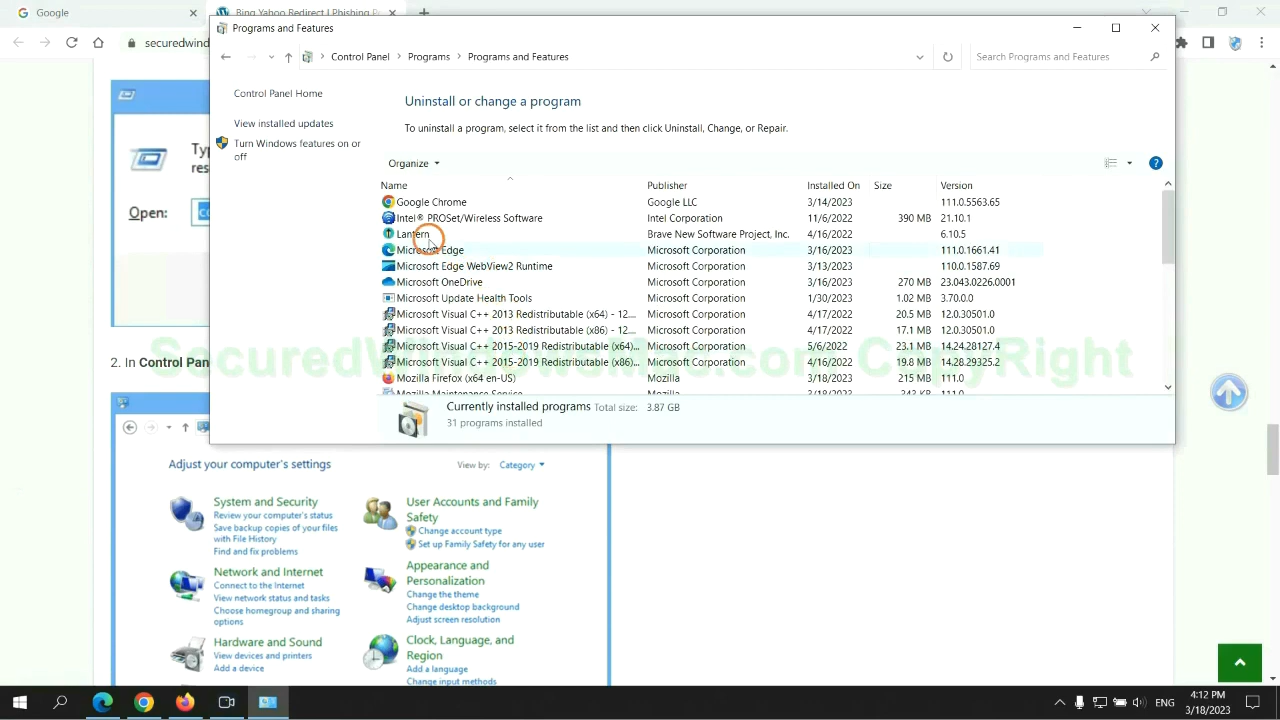 Google
Bing Yahoo Redirect | Phishing P
Programs and Features
securedwind
Control Panel
Programs
Programs and Features
Search Programs and Features
Control Panel Home
Uninstall or change a program
View installed updates
To uninstall a program, select it from the list and then click Uninstall, Change, or Repair.
Turn Windows features on or
off
Organize
Name Publisher Installed On Size Version
Google Chrome Google LLC 3/14/2023 111.0.5563.65
Intel® PROSet/Wireless Software Intel Corporation 11/6/2022 390 MB 21.10.1
Lantern Brave New Software Project, Inc. 4/16/2022 6.10.5
Microsoft Edge Microsoft Corporation 3/16/2023 111.0.1661.41
Microsoft Edge WebView2 Runtime Microsoft Corporation 3/13/2023 110.0.1587.69
Microsoft OneDrive Microsoft Corporation 3/16/2023 270 MB 23.043.0226.0001
Microsoft Update Health Tools Microsoft Corporation 1/30/2023 1.02 MB 3.70.0.0
Microsoft Visual C++ 2013 Redistributable (x64) - 12.... Microsoft Corporation 4/17/2022 20.5 MB 12.0.30501.0
Microsoft Visual C++ 2013 Redistributable (x86) - 12.... Microsoft Corporation 4/17/2022 17.1 MB 12.0.30501.0
Microsoft Visual C++ 2015-2019 Redistributable (x64)... Microsoft Corporation 5/6/2022 23.1 MB 14.24.28127.4
Microsoft Visual C++ 2015-2019 Redistributable (x86)... Microsoft Corporation 4/16/2022 19.8 MB 14.28.29325.2
Mozilla Firefox (x64 en-US) Mozilla 3/18/2023 215 MB 111.0
Mozilla Maintenance Service Mozilla 3/18/2023 343 KB 111.0
Currently installed programs Total size: 3.87 GB
31 programs installed
Typ
res
Open:
2. In Control Pan
Adjust your computer's settings
View by: Category
System and Security
Review your computer's status
Save backup copies of your files
with File History
Find and fix problems
Network and Internet
Connect to the Internet
View network status and tasks
Choose homegroup and sharing
options
Hardware and Sound
View devices and printers
Add a device
User Accounts and Family
Safety
Change account type
Set up Family Safety for any user
Appearance and
Personalization
Change the theme
Change desktop background
Adjust screen resolution
Clock, Language, and
Region
Add a language
Change input methods
ENG
4:12 PM
3/18/2023